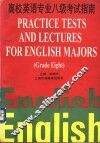 高校英语专业八级考试指南
PRACTICE TESTS
AND LECTURES
FOR ENGLISH MAJORS
(Grade Eight)
English
English